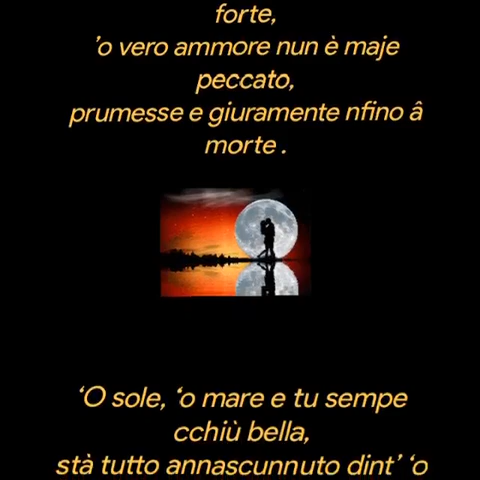 forte,
’o vero ammore nun è maje
peccato,
prumesse e giuramente nfino â
morte .
‘O sole, ‘o mare e tu sempe
cchiù bella,
stà tutto annascunnuto dint’ ‘o